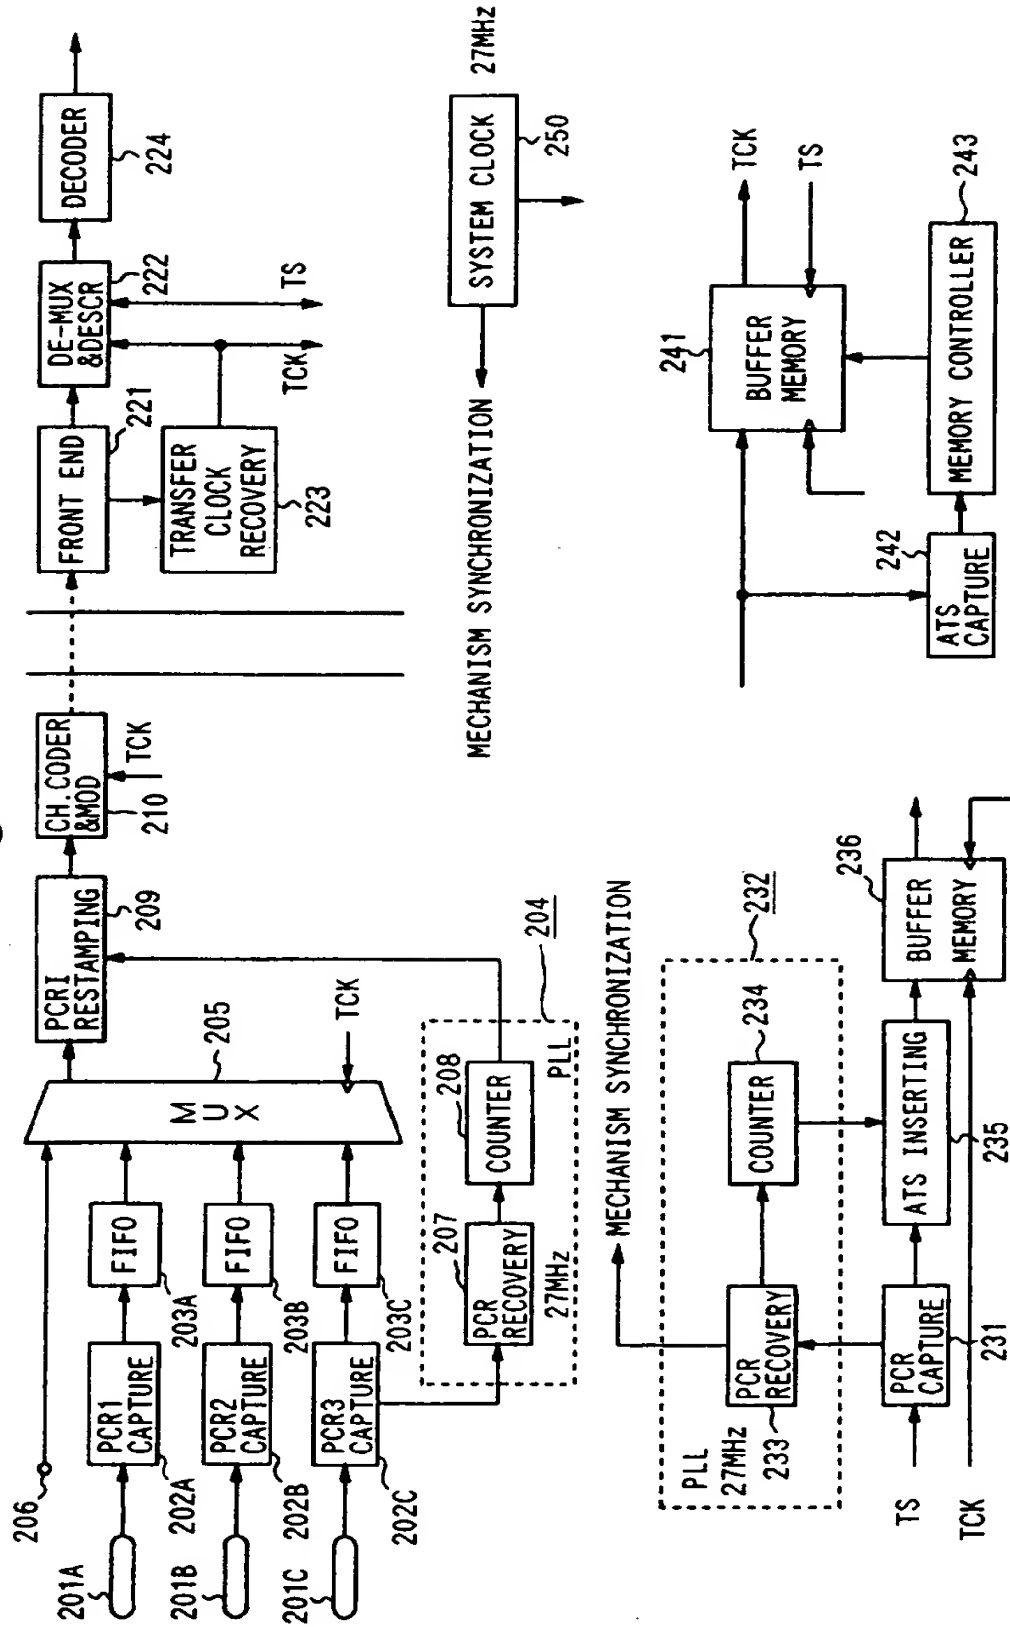 206
201A
201B
201C
PCR1
CAPTURE
202A
PCR2
CAPTURE
202B
PCR3
CAPTURE
202C
FIFO
203A
FIFO
203B
FIFO
203C
MUX
205
TCK
207
PCR
RECOVERY
27MHz
208
COUNTER
PLL
204
PCRI
RESTAMPING
209
CH.CODER
&MOD
210
TCK
FRONT END
221
TRANSFER
CLOCK
RECOVERY
223
DE-MUX
&DESCR
222
TCK
TS
DECODER
224
MECHANISM SYNCHRONIZATION
SYSTEM CLOCK
27MHz
250
MECHANISM SYNCHRONIZATION
PLL
27MHz
233
PCR
RECOVERY
COUNTER
234
232
TS
TCK
PCR
CAPTURE
231
ATS INSERTING
235
236
BUFFER
MEMORY
241
BUFFER
MEMORY
TCK
TS
242
ATS
CAPTURE
MEMORY CONTROLLER
243